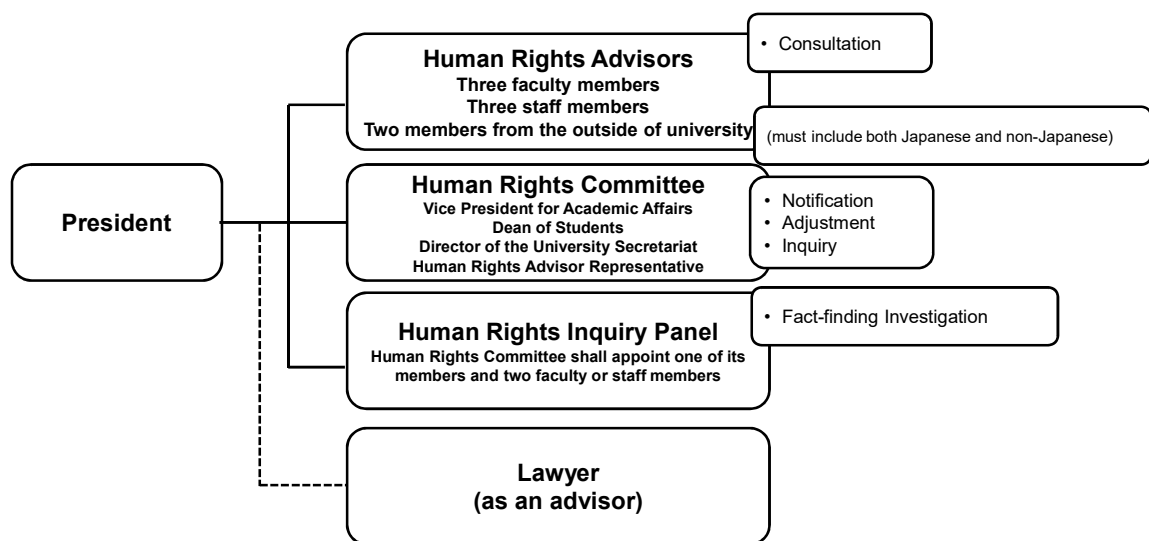 Human Rights Advisors
Three faculty members
Three staff members
Two members from the outside of university
• Consultation
(must include both Japanese and non-Japanese)
President
Human Rights Committee
Vice President for Academic Affairs
Dean of Students
Director of the University Secretariat
Human Rights Advisor Representative
• Notification
• Adjustment
• Inquiry
Human Rights Inquiry Panel
Human Rights Committee shall appoint one of its
members and two faculty or staff members
• Fact-finding Investigation
Lawyer
(as an advisor)